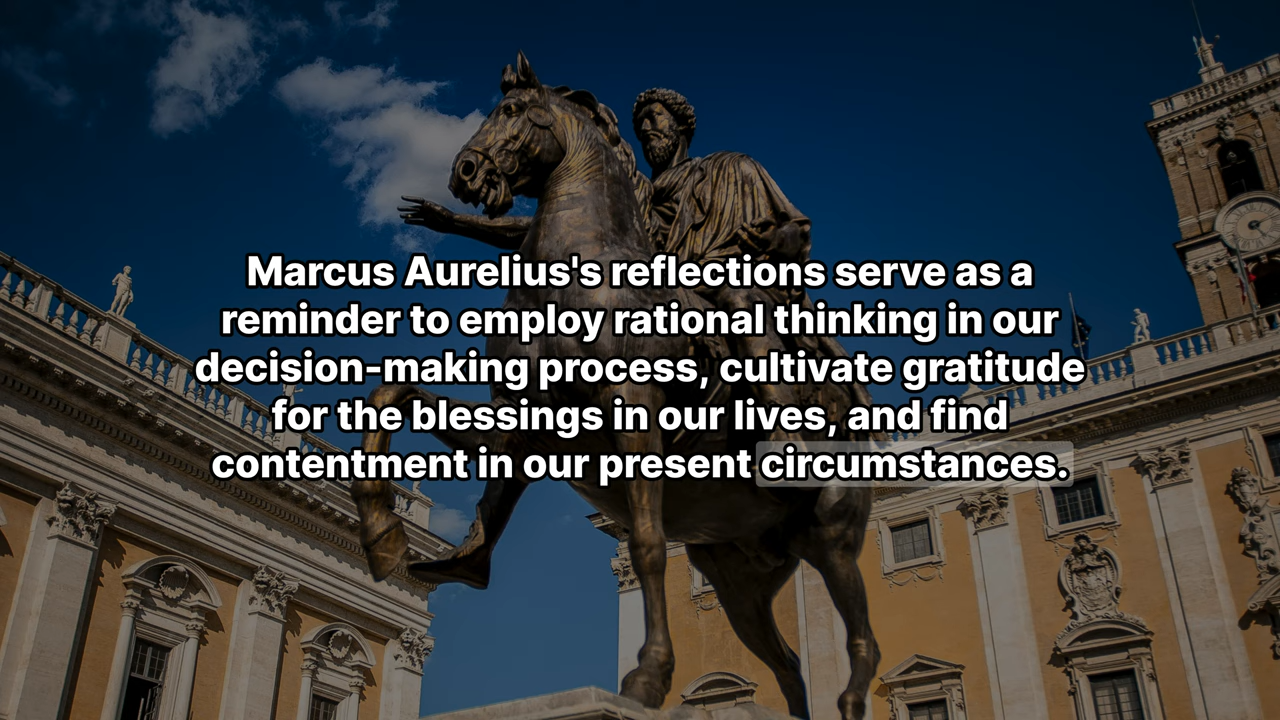 Marcus Aurelius's reflections serve as a
reminder to employ rational thinking in our
decision-making process, cultivate gratitude
for the blessings in our lives, and find
contentment in our present circumstances.